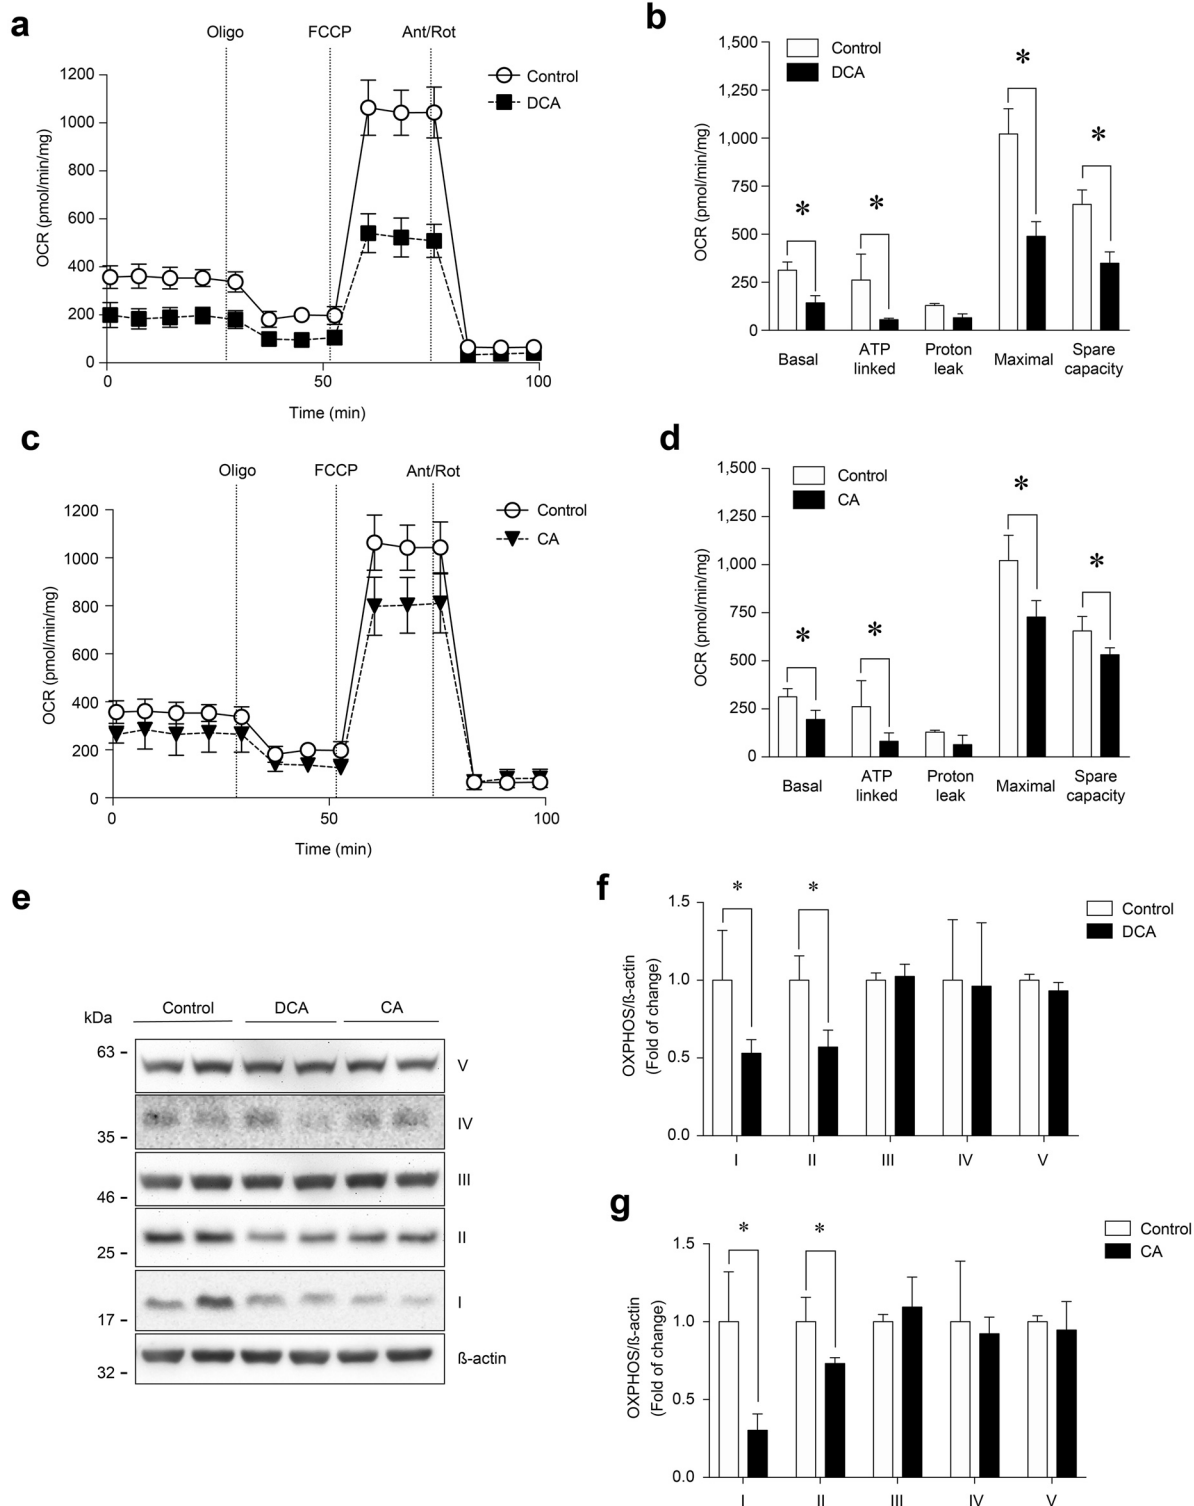 a
Oligo FCCP Ant/Rot
Control
DCA
OCR (pmol/min/mg)
1200
1000
800
600
400
200
0
0 50 100
Time (min)
b
Control
DCA
OCR (pmol/min/mg)
1,500
1,250
1,000
750
500
250
0
* * * *
Basal ATP linked Proton leak Maximal Spare capacity
c
Oligo FCCP Ant/Rot
Control
CA
OCR (pmol/min/mg)
1200
1000
800
600
400
200
0
0 50 100
Time (min)
d
Control
CA
OCR (pmol/min/mg)
1,500
1,250
1,000
750
500
250
0
* * * *
Basal ATP linked Proton leak Maximal Spare capacity
e
kDa Control DCA CA
63 V
IV
35
III
46
II
25
I
17
ß-actin
32
f
Control
DCA
OXPHOS/ß-actin
(Fold of change)
1.5
1.0
0.5
0.0
* *
I II III IV V
g
Control
CA
OXPHOS/ß-actin
(Fold of change)
1.5
1.0
0.5
0.0
* *
I II III IV V